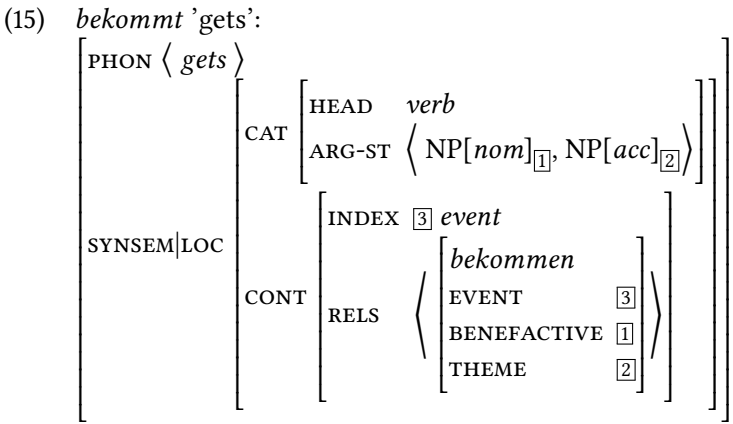 (15) bekommt 'gets':
PHON ⟨ gets ⟩
SYNSEM|LOC
CAT
HEAD verb
ARG-ST ⟨ NP[nom]1, NP[acc]2 ⟩
CONT
INDEX 3 event
RELS
bekommen
EVENT 3
BENEFACTIVE 1
THEME 2